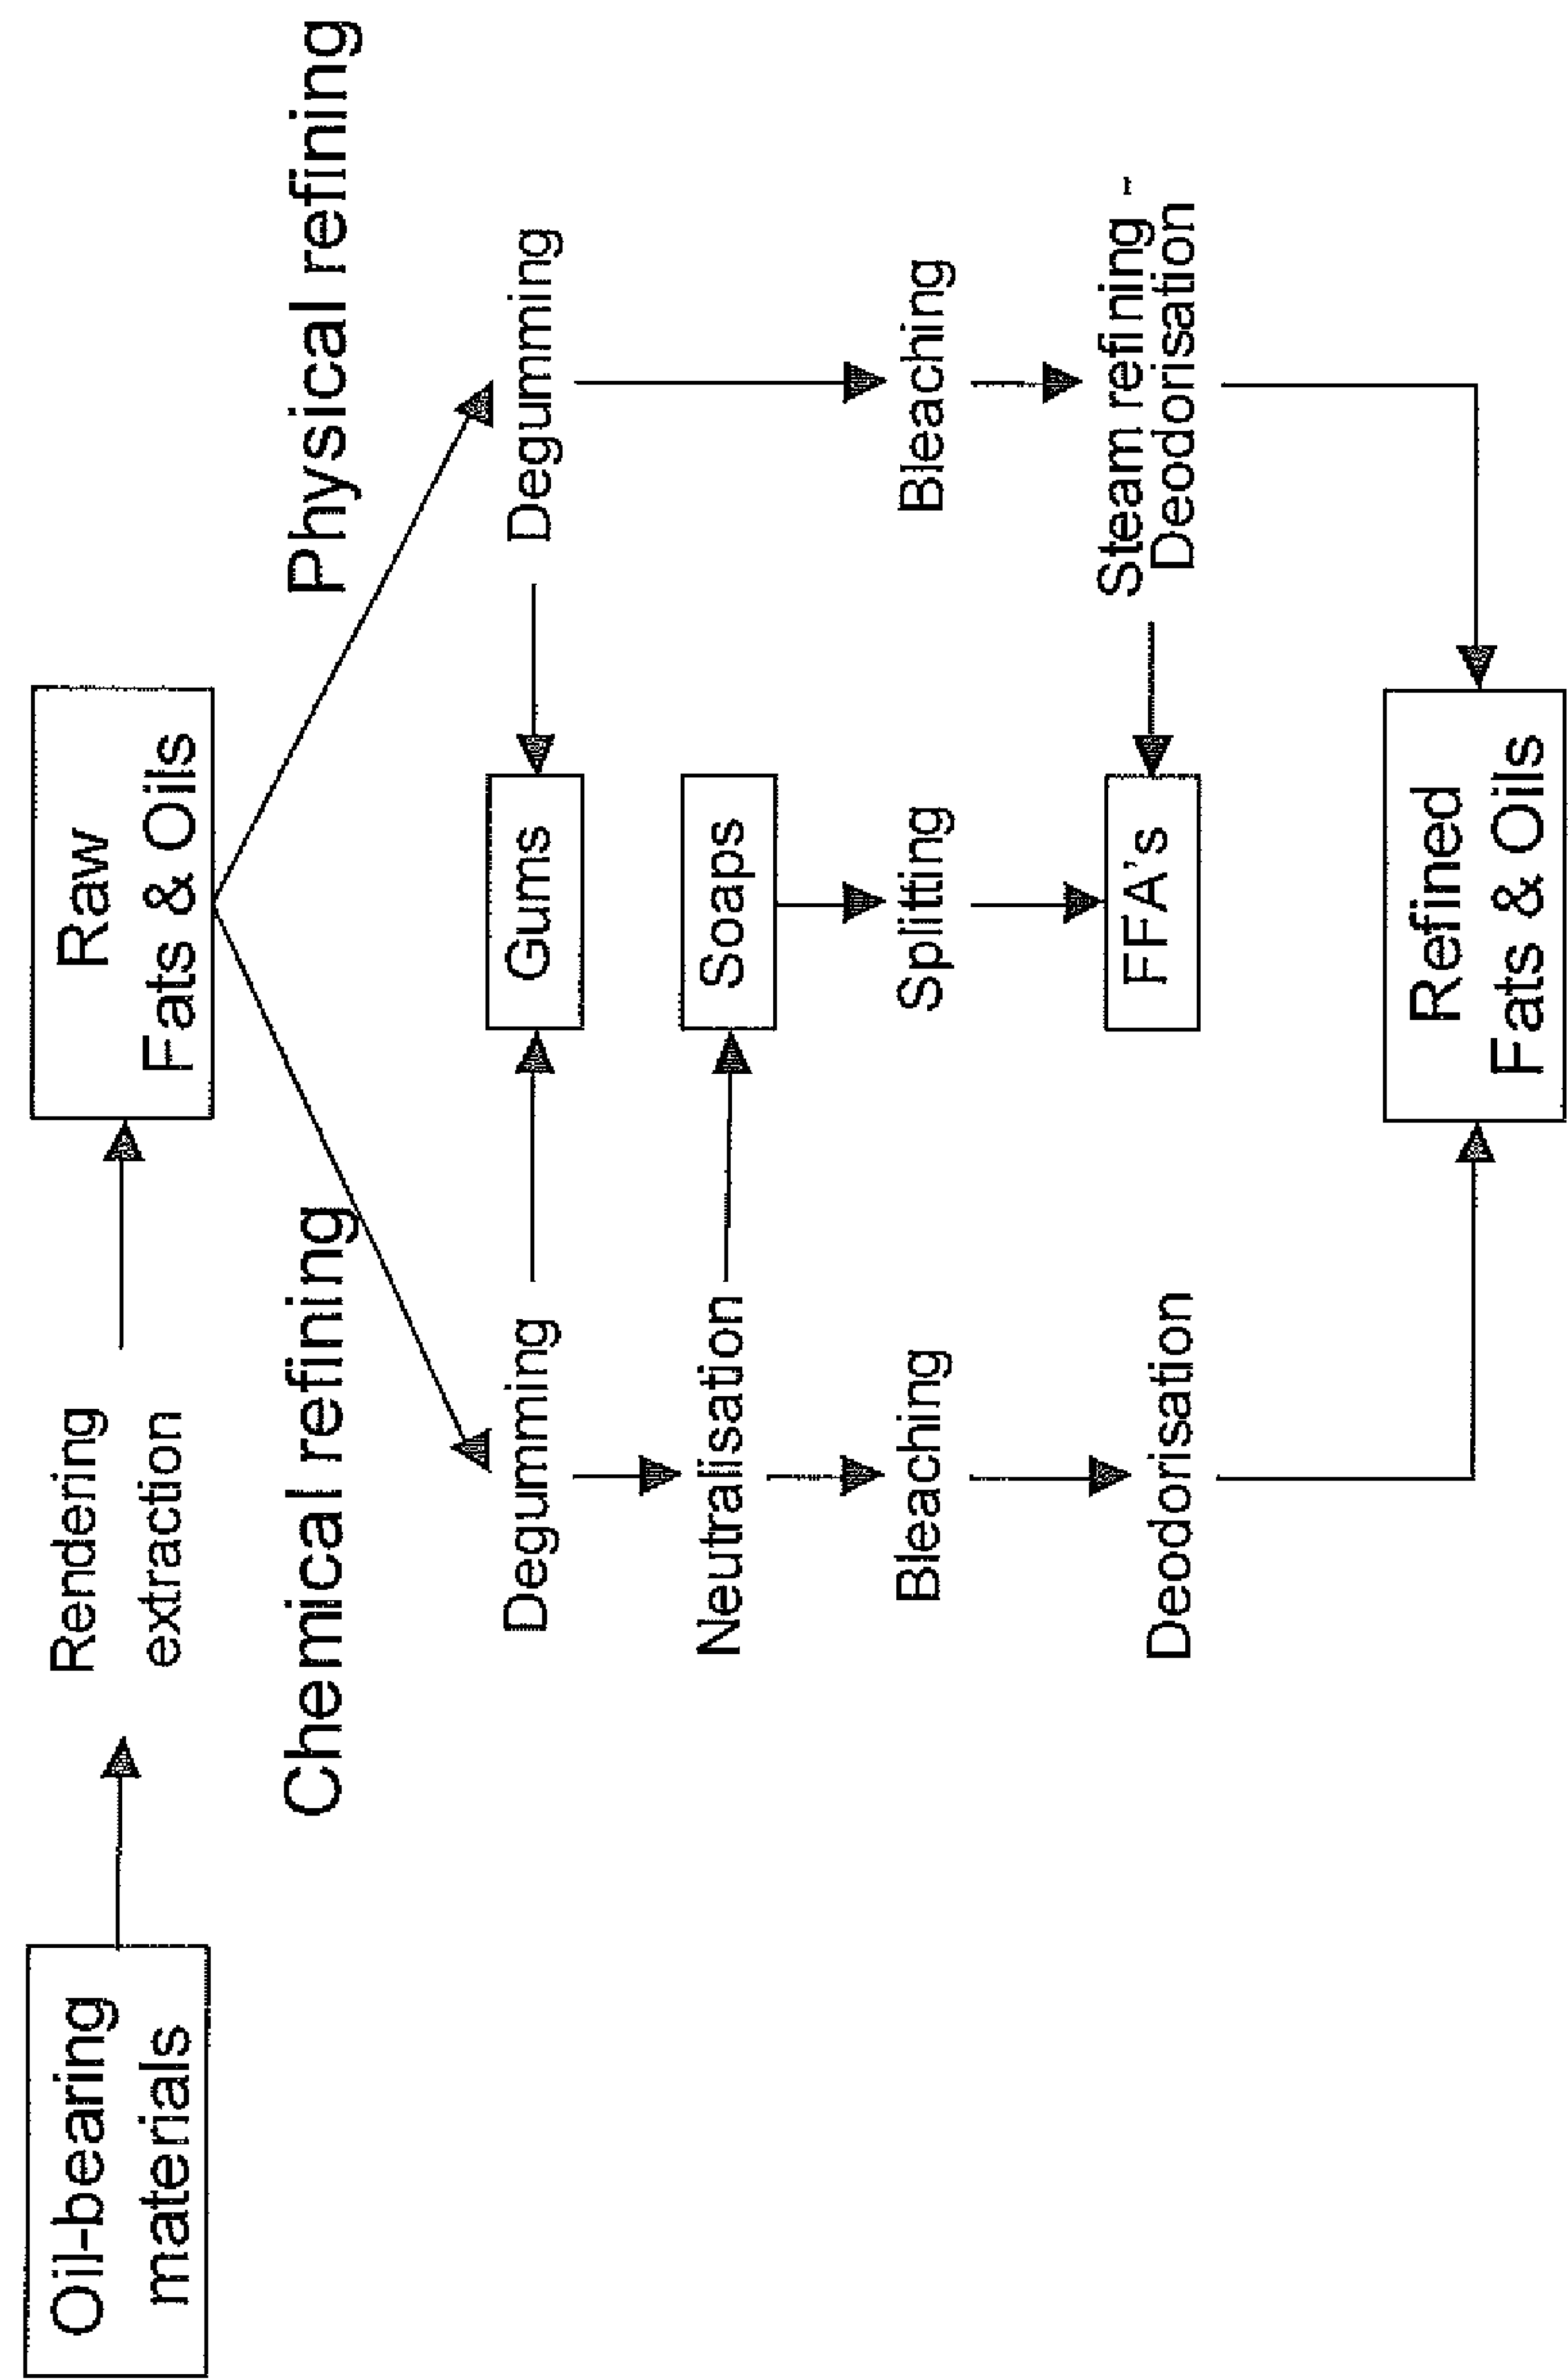 Oil-bearing
materials
Rendering
extraction
Raw
Fats & Oils
Chemical refining
Physical refining
Degumming
Gums
Degumming
Neutralisation
Soaps
Bleaching
Splitting
Bleaching
Deodorisation
FFA's
Steam refining -
Deodorisation
Refined
Fats & Oils